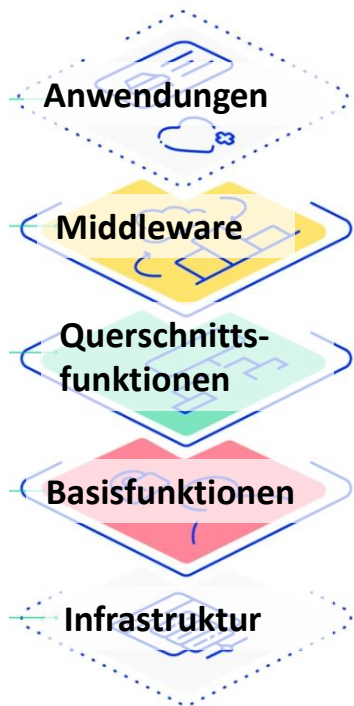 Anwendungen
Middleware
Querschnitts-
funktionen
Basisfunktionen
Infrastruktur